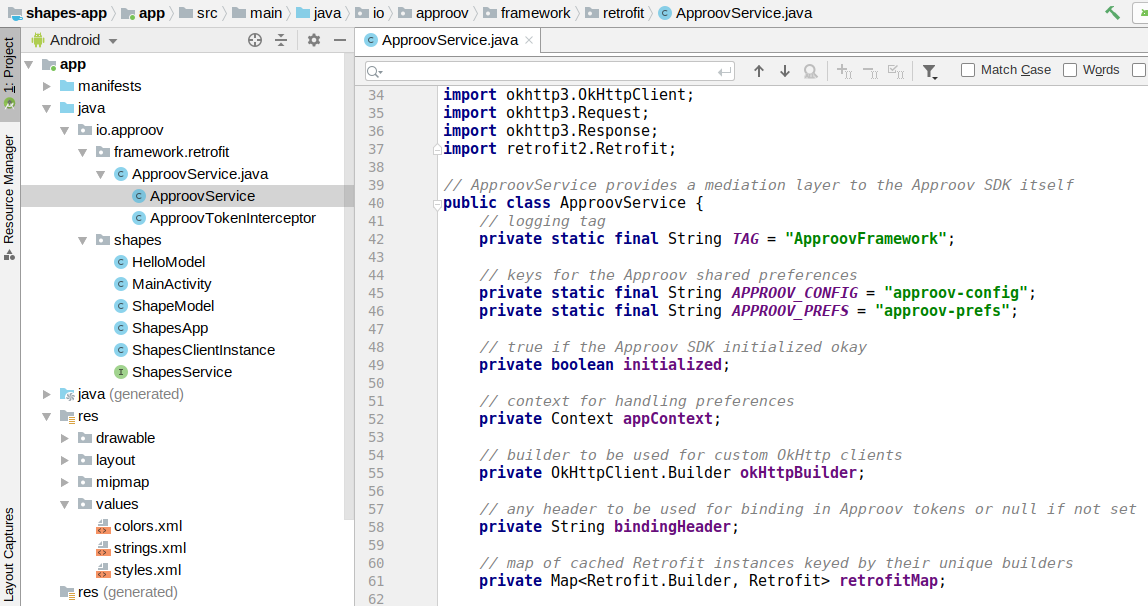 shapes-app app src main java io approov framework retrofit ApproovService.java
1: Project
Resource Manager
Layout Captures
Android
app
manifests
java
io.approov
framework.retrofit
ApproovService.java
ApproovService
ApproovTokenInterceptor
shapes
HelloModel
MainActivity
ShapeModel
ShapesApp
ShapesClientInstance
ShapesService
java (generated)
res
drawable
layout
mipmap
values
colors.xml
strings.xml
styles.xml
res (generated)
ApproovService.java
Match Case Words
34 import okhttp3.OkHttpClient;
35 import okhttp3.Request;
36 import okhttp3.Response;
37 import retrofit2.Retrofit;
38
39 // ApproovService provides a mediation layer to the Approov SDK itself
40 public class ApproovService {
41 // logging tag
42 private static final String TAG = "ApproovFramework";
43
44 // keys for the Approov shared preferences
45 private static final String APPROOV_CONFIG = "approov-config";
46 private static final String APPROOV_PREFS = "approov-prefs";
47
48 // true if the Approov SDK initialized okay
49 private boolean initialized;
50
51 // context for handling preferences
52 private Context appContext;
53
54 // builder to be used for custom OkHttp clients
55 private OkHttpClient.Builder okHttpBuilder;
56
57 // any header to be used for binding in Approov tokens or null if not set
58 private String bindingHeader;
59
60 // map of cached Retrofit instances keyed by their unique builders
61 private Map<Retrofit.Builder, Retrofit> retrofitMap;
62